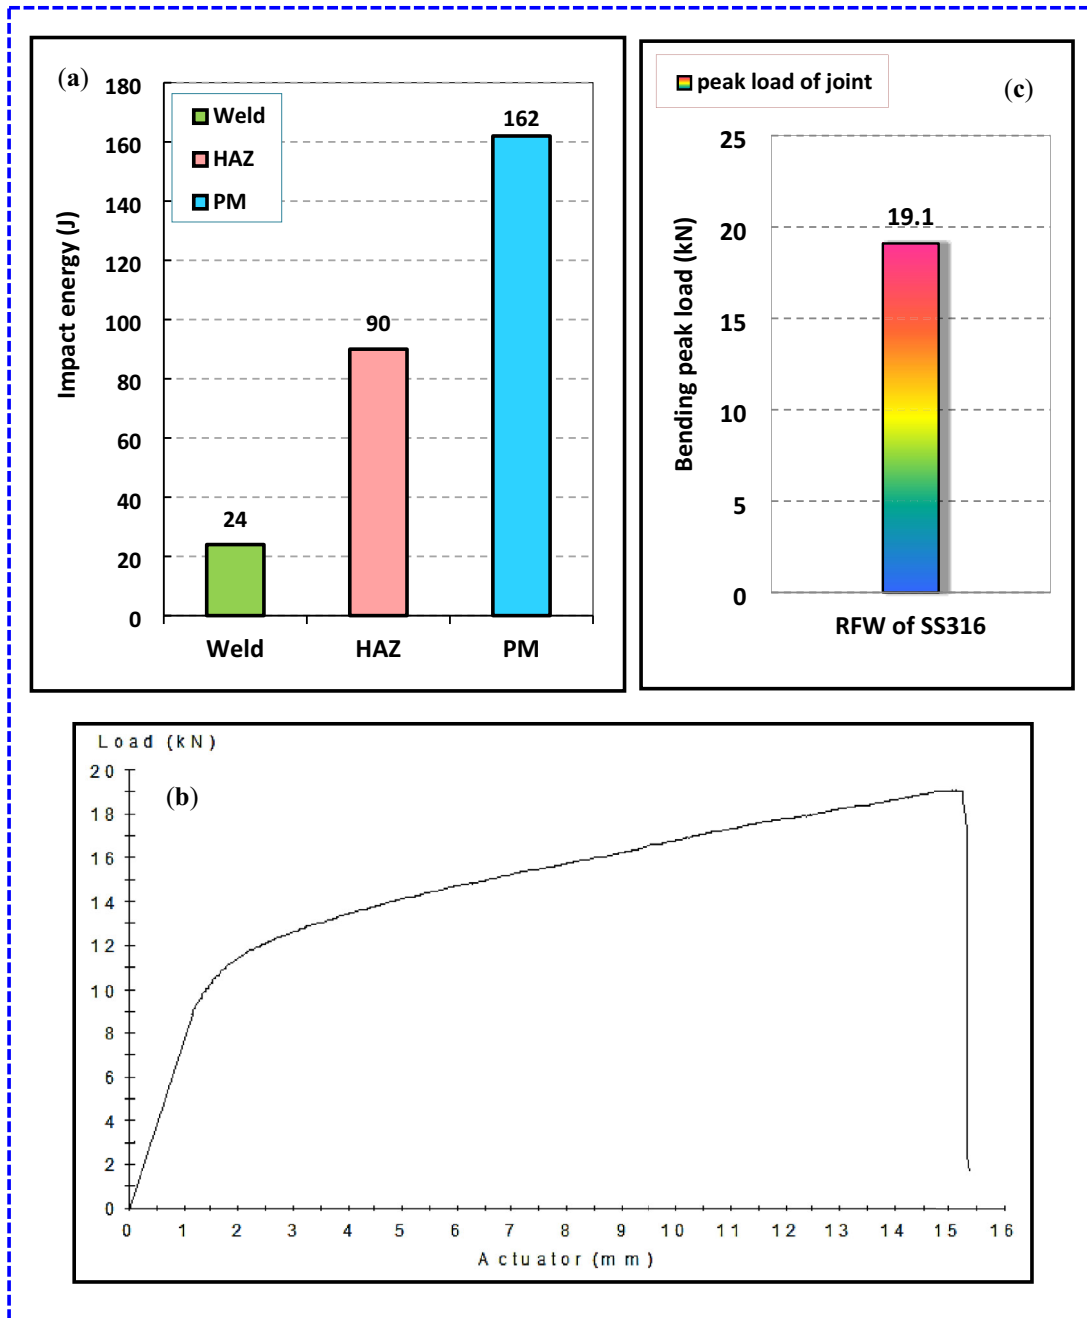 (a)
180
160
140
120
100
80
60
40
20
0
Impact energy (J)
Weld
HAZ
PM
24
90
162
Weld HAZ PM
peak load of joint
(c)
25
20
15
10
5
0
Bending peak load (kN)
19.1
RFW of SS316
Load (kN)
(b)
20
18
16
14
12
10
8
6
4
2
0
0 1 2 3 4 5 6 7 8 9 10 11 12 13 14 15 16
Actuator (mm)